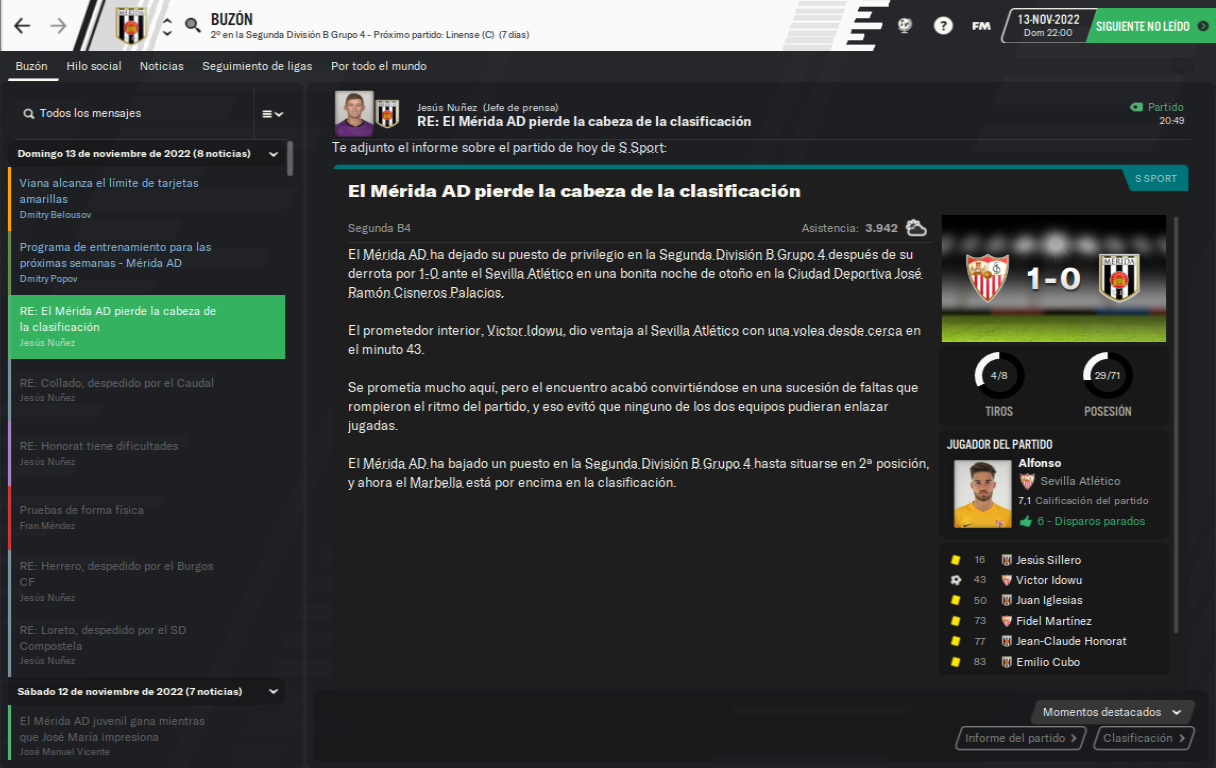 BUZÓN
2º en la Segunda División B Grupo 4 - Próximo partido: Linense (C) (7 días)
FM
13-NOV-2022
Dom 22:00
SIGUIENTE NO LEÍDO
Buzón
Hilo social
Noticias
Seguimiento de ligas
Por todo el mundo
Todos los mensajes
Domingo 13 de noviembre de 2022 (8 noticias)
Viana alcanza el límite de tarjetas
amarillas
Dmitry Belousov
Programa de entrenamiento para las
próximas semanas - Mérida AD
Dmitry Popov
RE: El Mérida AD pierde la cabeza de
la clasificación
Jesús Nuñez
RE: Collado, despedido por el Caudal
Jesús Nuñez
RE: Honorat tiene dificultades
Jesús Nuñez
Pruebas de forma física
Fran Méndez
RE: Herrero, despedido por el Burgos
CF
Jesús Nuñez
RE: Loreto, despedido por el SD
Compostela
Jesús Nuñez
Sábado 12 de noviembre de 2022 (7 noticias)
El Mérida AD juvenil gana mientras
que José María impresiona
José Manuel Vicente
Jesús Nuñez (Jefe de prensa)
RE: El Mérida AD pierde la cabeza de la clasificación
Partido
20:49
Te adjunto el informe sobre el partido de hoy de S.Sport:
S SPORT
El Mérida AD pierde la cabeza de la clasificación
Segunda B4
Asistencia: 3.942
El Mérida AD ha dejado su puesto de privilegio en la Segunda División B Grupo 4 después de su
derrota por 1-0 ante el Sevilla Atlético en una bonita noche de otoño en la Ciudad Deportiva José
Ramón Cisneros Palacios.
El prometedor interior, Victor Idowu, dio ventaja al Sevilla Atlético con una volea desde cerca en
el minuto 43.
Se prometía mucho aquí, pero el encuentro acabó convirtiéndose en una sucesión de faltas que
rompieron el ritmo del partido, y eso evitó que ninguno de los dos equipos pudieran enlazar
jugadas.
El Mérida AD ha bajado un puesto en la Segunda División B Grupo 4 hasta situarse en 2ª posición,
y ahora el Marbella está por encima en la clasificación.
1-0
MÉRIDA
4/8
TIROS
29/71
POSESIÓN
JUGADOR DEL PARTIDO
Alfonso
Sevilla Atlético
7,1 Calificación del partido
6 - Disparos parados
16 Jesús Sillero
43 Victor Idowu
50 Juan Iglesias
73 Fidel Martínez
77 Jean-Claude Honorat
83 Emilio Cubo
Momentos destacados
Informe del partido
Clasificación